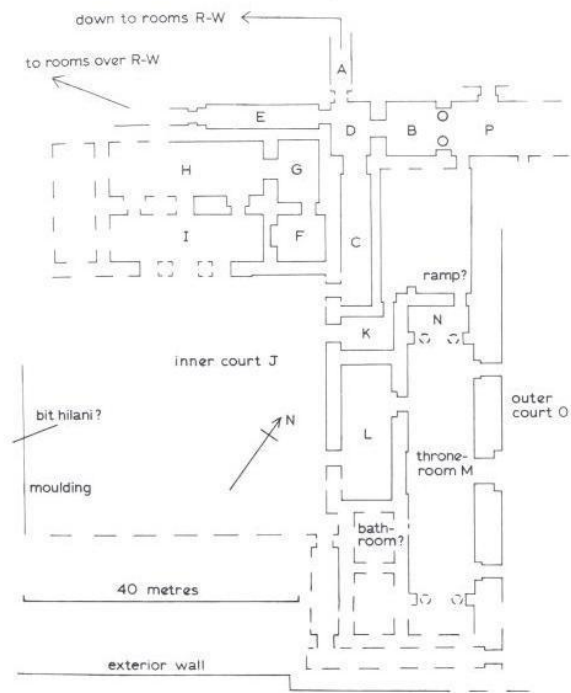 down to rooms R-W
to rooms over R-W
A
E
D
B
P
H
G
I
F
C
ramp?
N
K
inner court J
outer
court O
bit hilani?
N
L
throne-
room M
moulding
bath-
room?
40 metres
exterior wall